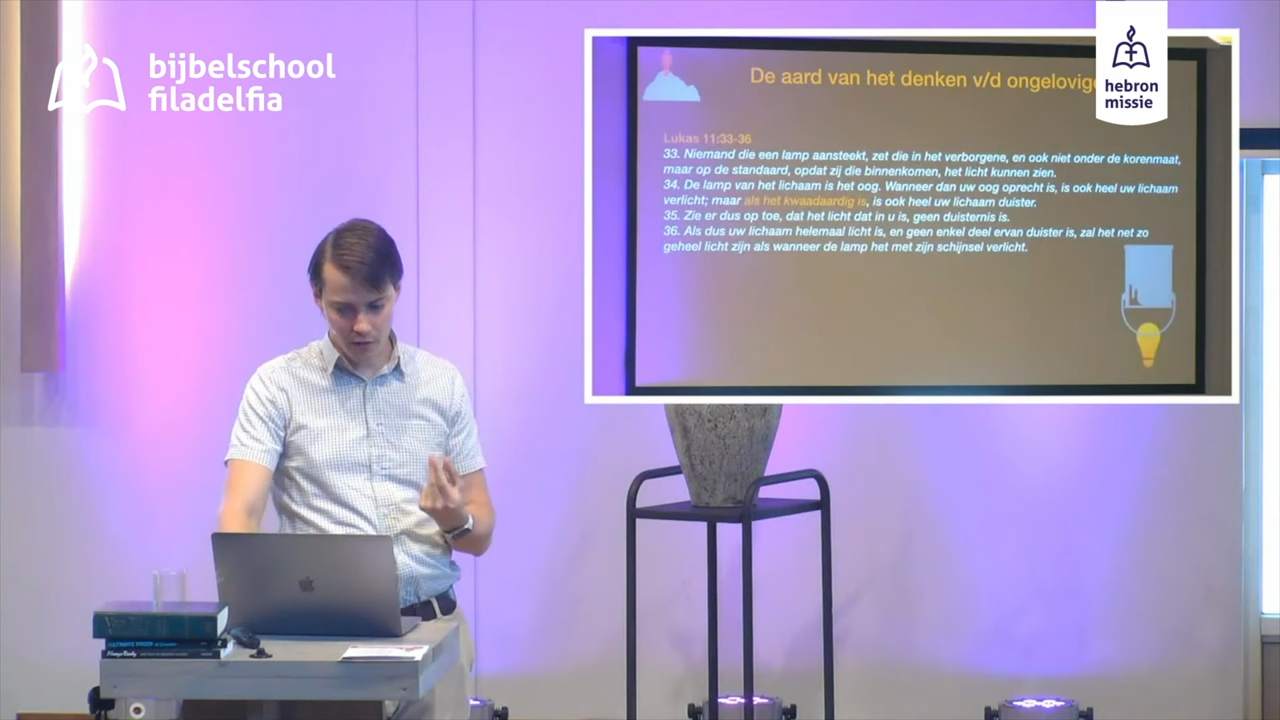 bijbelschool
filadelfia
hebron
missie
De aard van het denken v/d ongelovige
Lukas 11:33-36
33. Niemand die een lamp aansteekt, zet die in het verborgene, en ook niet onder de korenmaat,
maar op de standaard, opdat zij die binnenkomen, het licht kunnen zien.
34. De lamp van het lichaam is het oog. Wanneer dan uw oog oprecht is, is ook heel uw lichaam
verlicht; maar als het kwaadaardig is, is ook heel uw lichaam duister.
35. Zie er dus op toe, dat het licht dat in u is, geen duisternis is.
36. Als dus uw lichaam helemaal licht is, en geen enkel deel ervan duister is, zal het net zo
geheel licht zijn als wanneer de lamp het met zijn schijnsel verlicht.
ULTIMATE PROOF